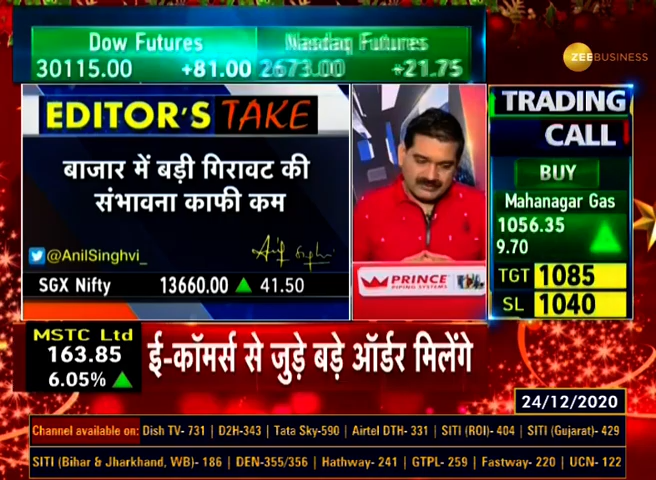 Dow Futures
30115.00 +81.00
Nasdaq Futures
2673.00 +21.75
ZEE BUSINESS
EDITOR'S TAKE
बाजार में बड़ी गिरावट की
संभावना काफी कम
@AnilSinghvi_
SGX Nifty 13660.00 ▲ 41.50
PRINCE
PIPING SYSTEMS
TRADING
CALL
BUY
Mahanagar Gas
1056.35
9.70
TGT 1085
SL 1040
MSTC Ltd
163.85
6.05% ▲
ई-कॉमर्स से जुड़े बड़े ऑर्डर मिलेंगे
24/12/2020
Channel available on: Dish TV- 731 | D2H-343 | Tata Sky-590 | Airtel DTH- 331 | SITI (ROI)- 404 | SITI (Gujarat)- 429
SITI (Bihar & Jharkhand, WB)- 186 | DEN-355/356 | Hathway- 241 | GTPL- 259 | Fastway- 220 | UCN- 122